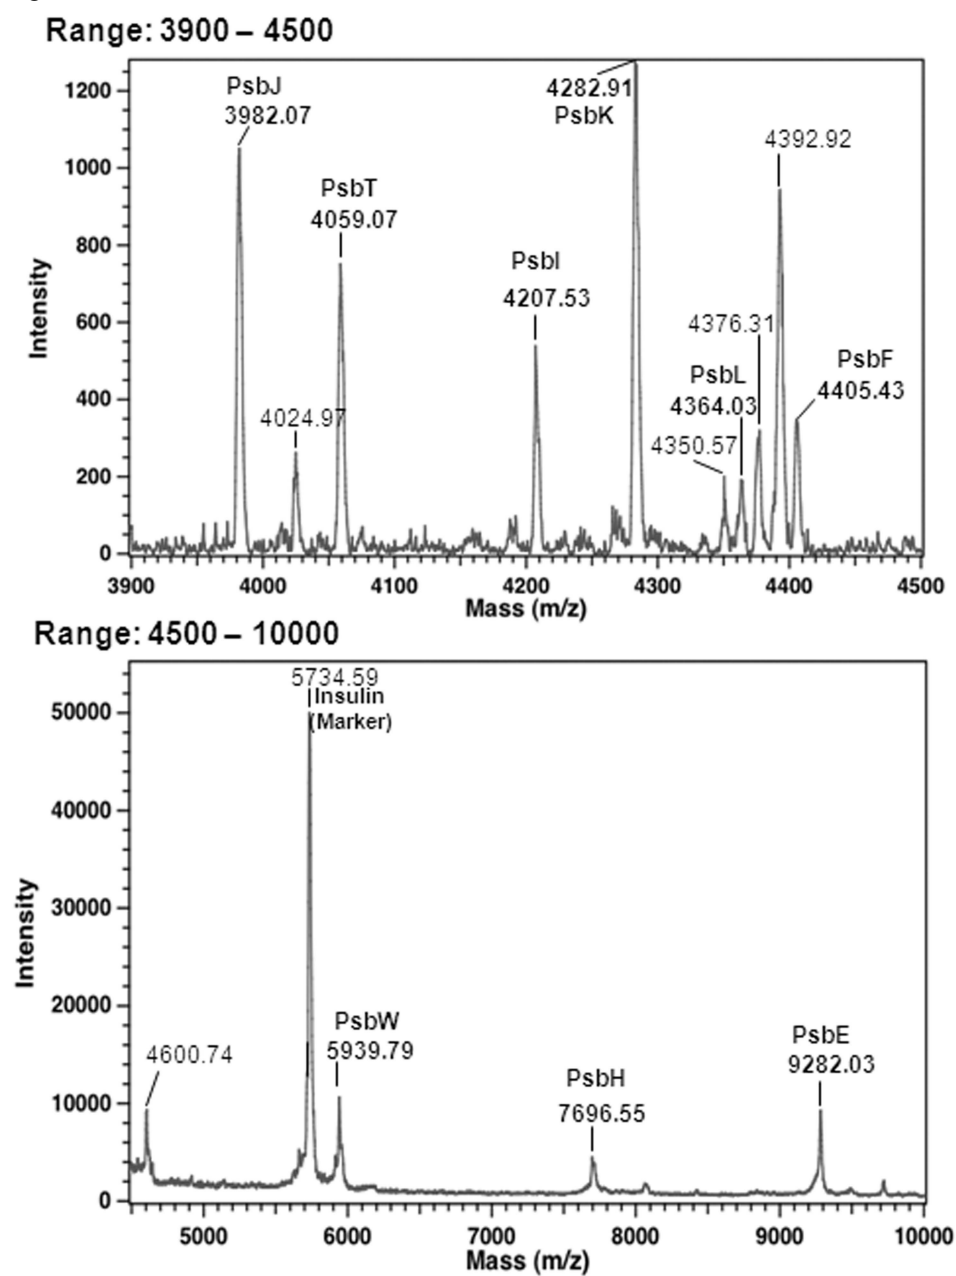 Range: 3900 – 4500
PsbJ
3982.07
PsbT
4059.07
4024.97
PsbI
4207.53
4282.91
PsbK
4392.92
4376.31
PsbL
4364.03
4350.57
PsbF
4405.43
Intensity
1200
1000
800
600
400
200
0
3900 4000 4100 4200 4300 4400 4500
Mass (m/z)
Range: 4500 – 10000
5734.59
Insulin
(Marker)
4600.74
PsbW
5939.79
PsbH
7696.55
PsbE
9282.03
Intensity
50000
40000
30000
20000
10000
0
5000 6000 7000 8000 9000 10000
Mass (m/z)